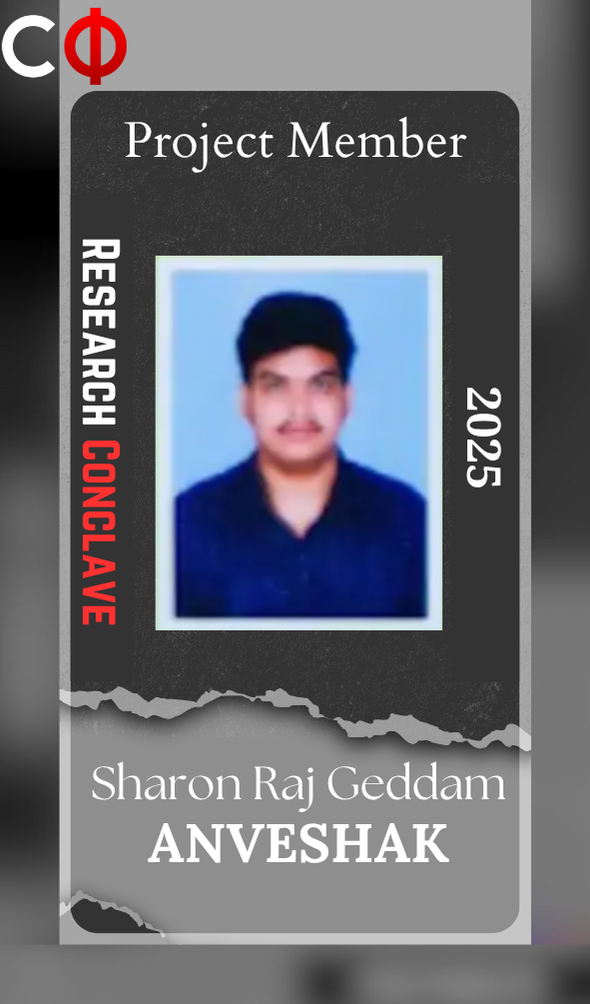 CΦ
Project Member
RESEARCH CONCLAVE
2025
Sharon Raj Geddam
ANVESHAK